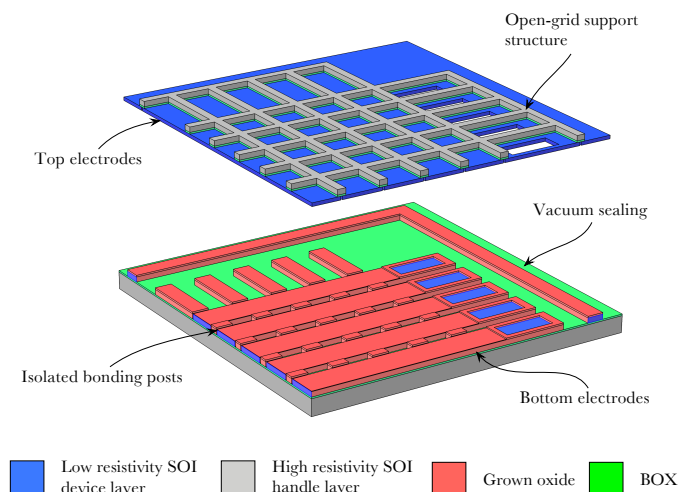 Open-grid support
structure
Top electrodes
Vacuum sealing
Isolated bonding posts
Bottom electrodes
Low resistivity SOI
device layer
High resistivity SOI
handle layer
Grown oxide
BOX